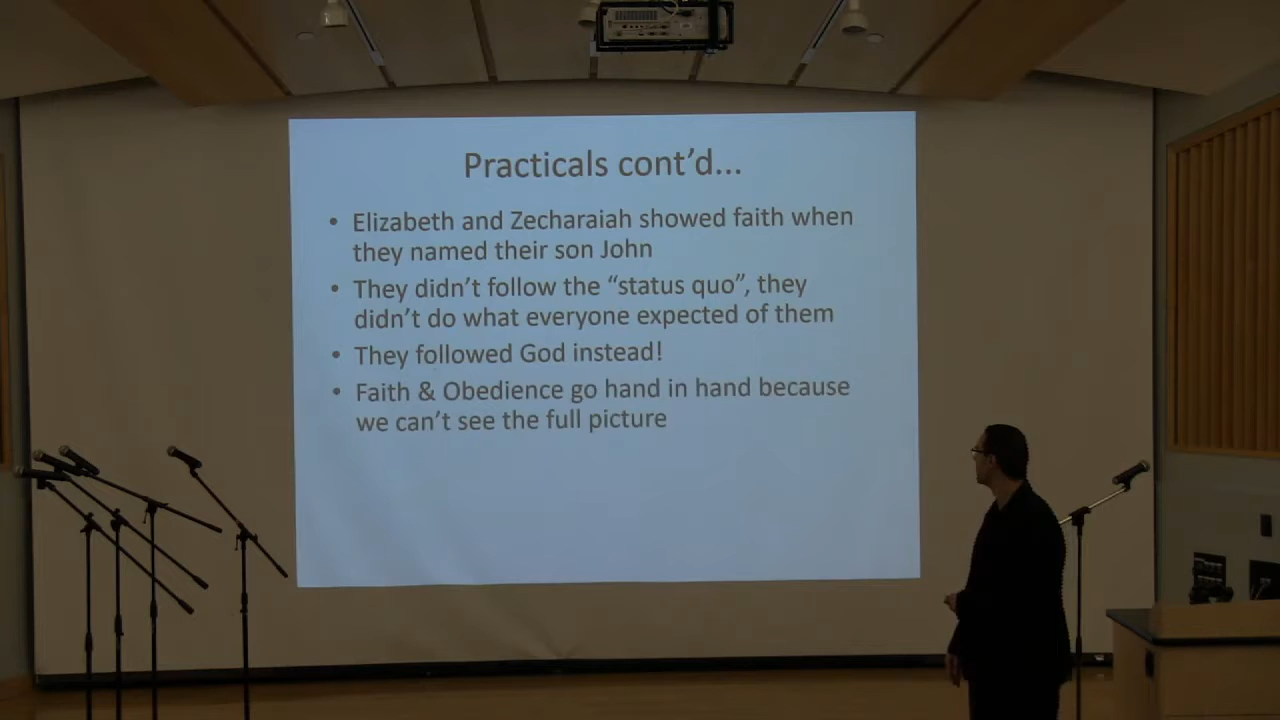 Practicals cont’d...
• Elizabeth and Zecharaiah showed faith when
they named their son John
• They didn’t follow the “status quo”, they
didn’t do what everyone expected of them
• They followed God instead!
• Faith & Obedience go hand in hand because
we can’t see the full picture